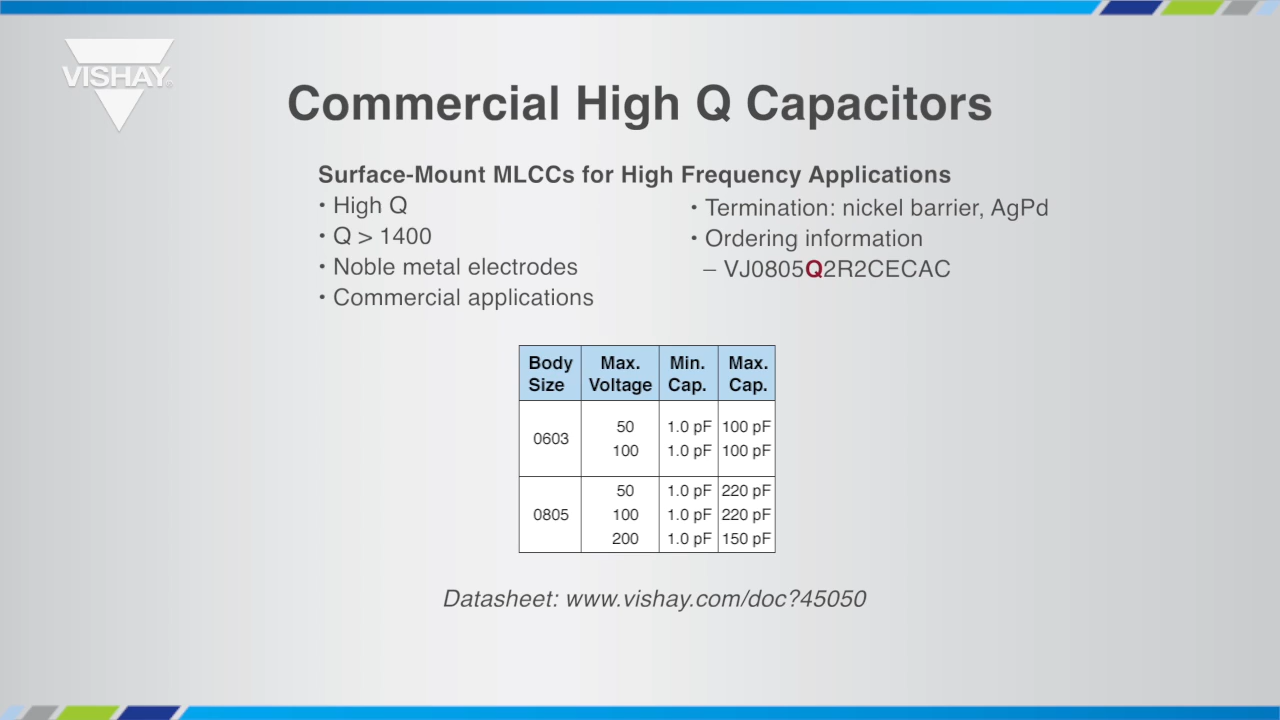 VISHAY®
Commercial High Q Capacitors
Surface-Mount MLCCs for High Frequency Applications
• High Q
• Q > 1400
• Noble metal electrodes
• Commercial applications
• Termination: nickel barrier, AgPd
• Ordering information
– VJ0805Q2R2CECAC
Body Size Max. Voltage Min. Cap. Max. Cap.
0603
50 1.0 pF 100 pF
100 1.0 pF 100 pF
0805
50 1.0 pF 220 pF
100 1.0 pF 220 pF
200 1.0 pF 150 pF
Datasheet: www.vishay.com/doc?45050